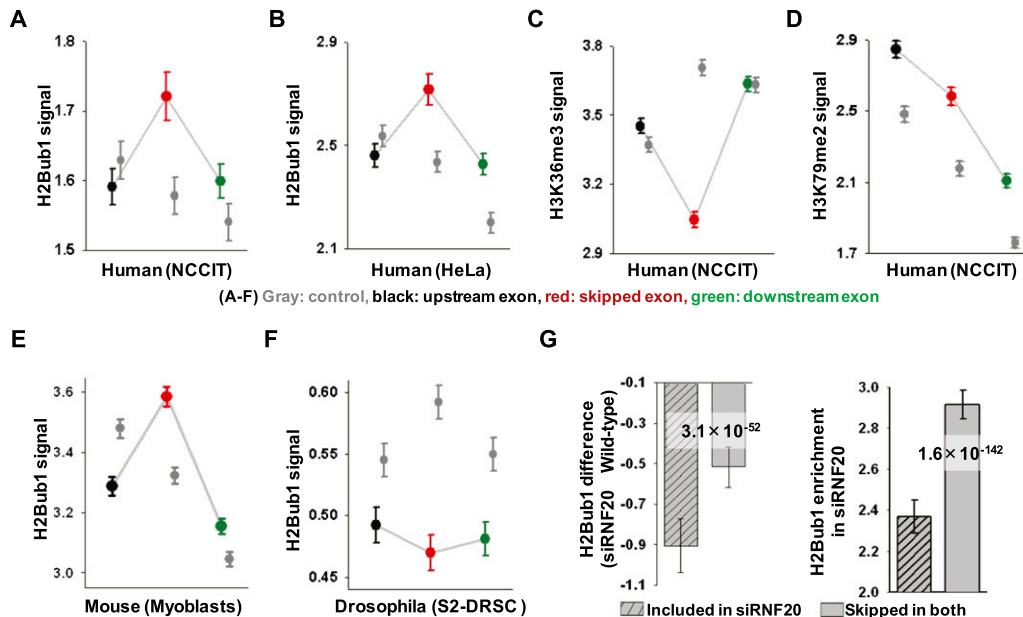 A
B
C
D
H2Bub1 signal
1.8
1.7
1.6
1.5
Human (NCCIT)
H2Bub1 signal
2.9
2.5
2.1
Human (HeLa)
H3K36me3 signal
3.8
3.5
3.2
2.9
Human (NCCIT)
H3K79me2 signal
2.9
2.5
2.1
1.7
Human (NCCIT)
(A-F) Gray: control, black: upstream exon, red: skipped exon, green: downstream exon
E
F
G
H2Bub1 signal
3.6
3.4
3.2
3.0
Mouse (Myoblasts)
H2Bub1 signal
0.60
0.55
0.50
0.45
Drosophila (S2-DRSC)
H2Bub1 difference
(siRNF20 Wild-type)
-0.1
-0.3
-0.5
-0.7
-0.9
-1.1
3.1×10-52
H2Bub1 enrichment
in siRNF20
3.0
2.8
2.6
2.4
2.2
2.0
1.6×10-142
Included in siRNF20
Skipped in both